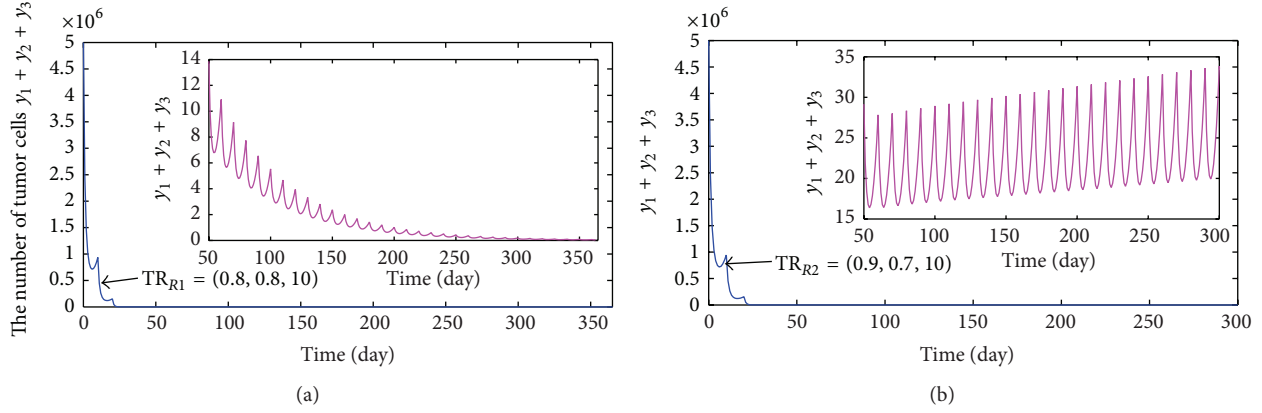 The number of tumor cells y1 + y2 + y3
×10^6
5
4.5
4
3.5
3
2.5
2
1.5
1
0.5
0
0 50 100 150 200 250 300 350
Time (day)
y1 + y2 + y3
14
12
10
8
6
4
2
0
50 100 150 200 250 300 350
Time (day)
TR_R1 = (0.8, 0.8, 10)
(a)
y1 + y2 + y3
×10^6
5
4.5
4
3.5
3
2.5
2
1.5
1
0.5
0
0 50 100 150 200 250 300
Time (day)
y1 + y2 + y3
35
30
25
20
15
50 100 150 200 250 300
Time (day)
TR_R2 = (0.9, 0.7, 10)
(b)